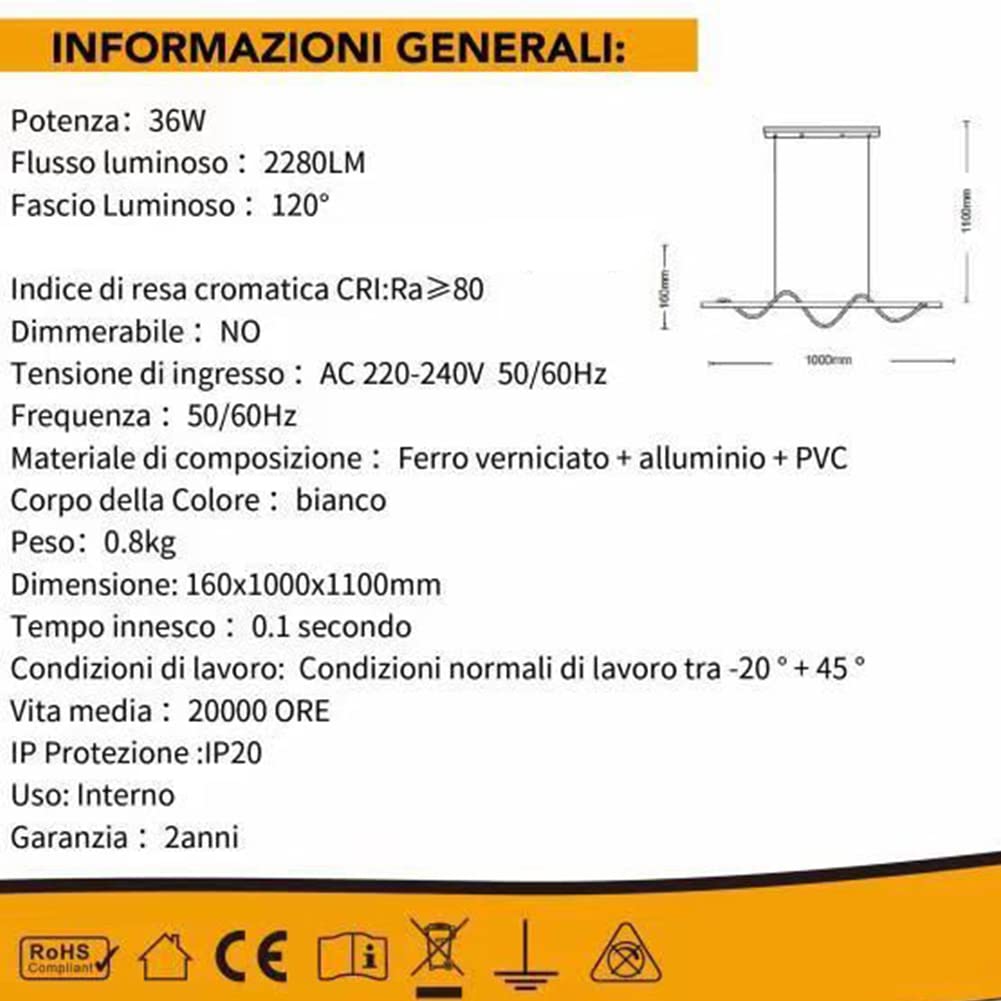 INFORMAZIONI GENERALI:
Potenza: 36W
Flusso luminoso : 2280LM
Fascio Luminoso : 120°
Indice di resa cromatica CRI:Ra≥80
Dimmerabile : NO
Tensione di ingresso : AC 220-240V 50/60Hz
Frequenza : 50/60Hz
Materiale di composizione : Ferro verniciato + alluminio + PVC
Corpo della Colore : bianco
Peso: 0.8kg
Dimensione: 160x1000x1100mm
Tempo innesco : 0.1 secondo
Condizioni di lavoro: Condizioni normali di lavoro tra -20 ° + 45 °
Vita media : 20000 ORE
IP Protezione :IP20
Uso: Interno
Garanzia : 2anni
1100mm
160mm
1000mm
RoHS
Compliant
CE
i